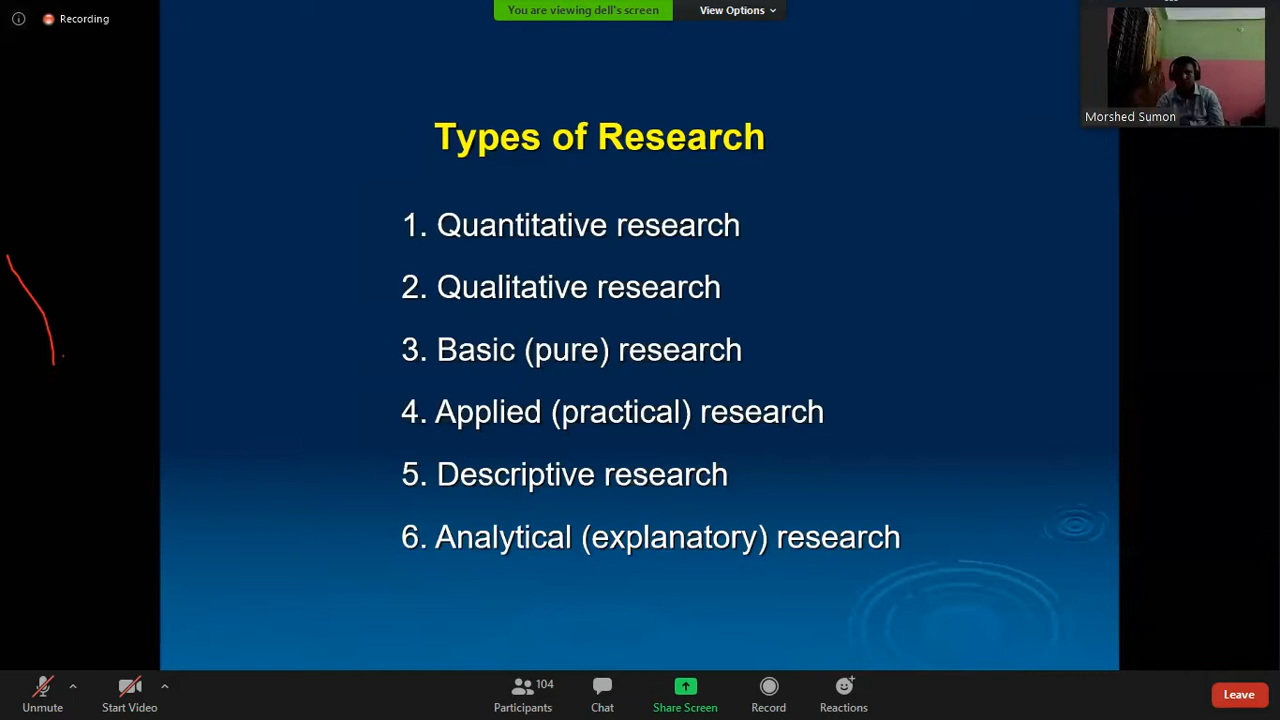 Recording
You are viewing dell's screen
View Options
Morshed Sumon
Types of Research
1. Quantitative research
2. Qualitative research
3. Basic (pure) research
4. Applied (practical) research
5. Descriptive research
6. Analytical (explanatory) research
Unmute
Start Video
104
Participants
Chat
Share Screen
Record
Reactions
Leave